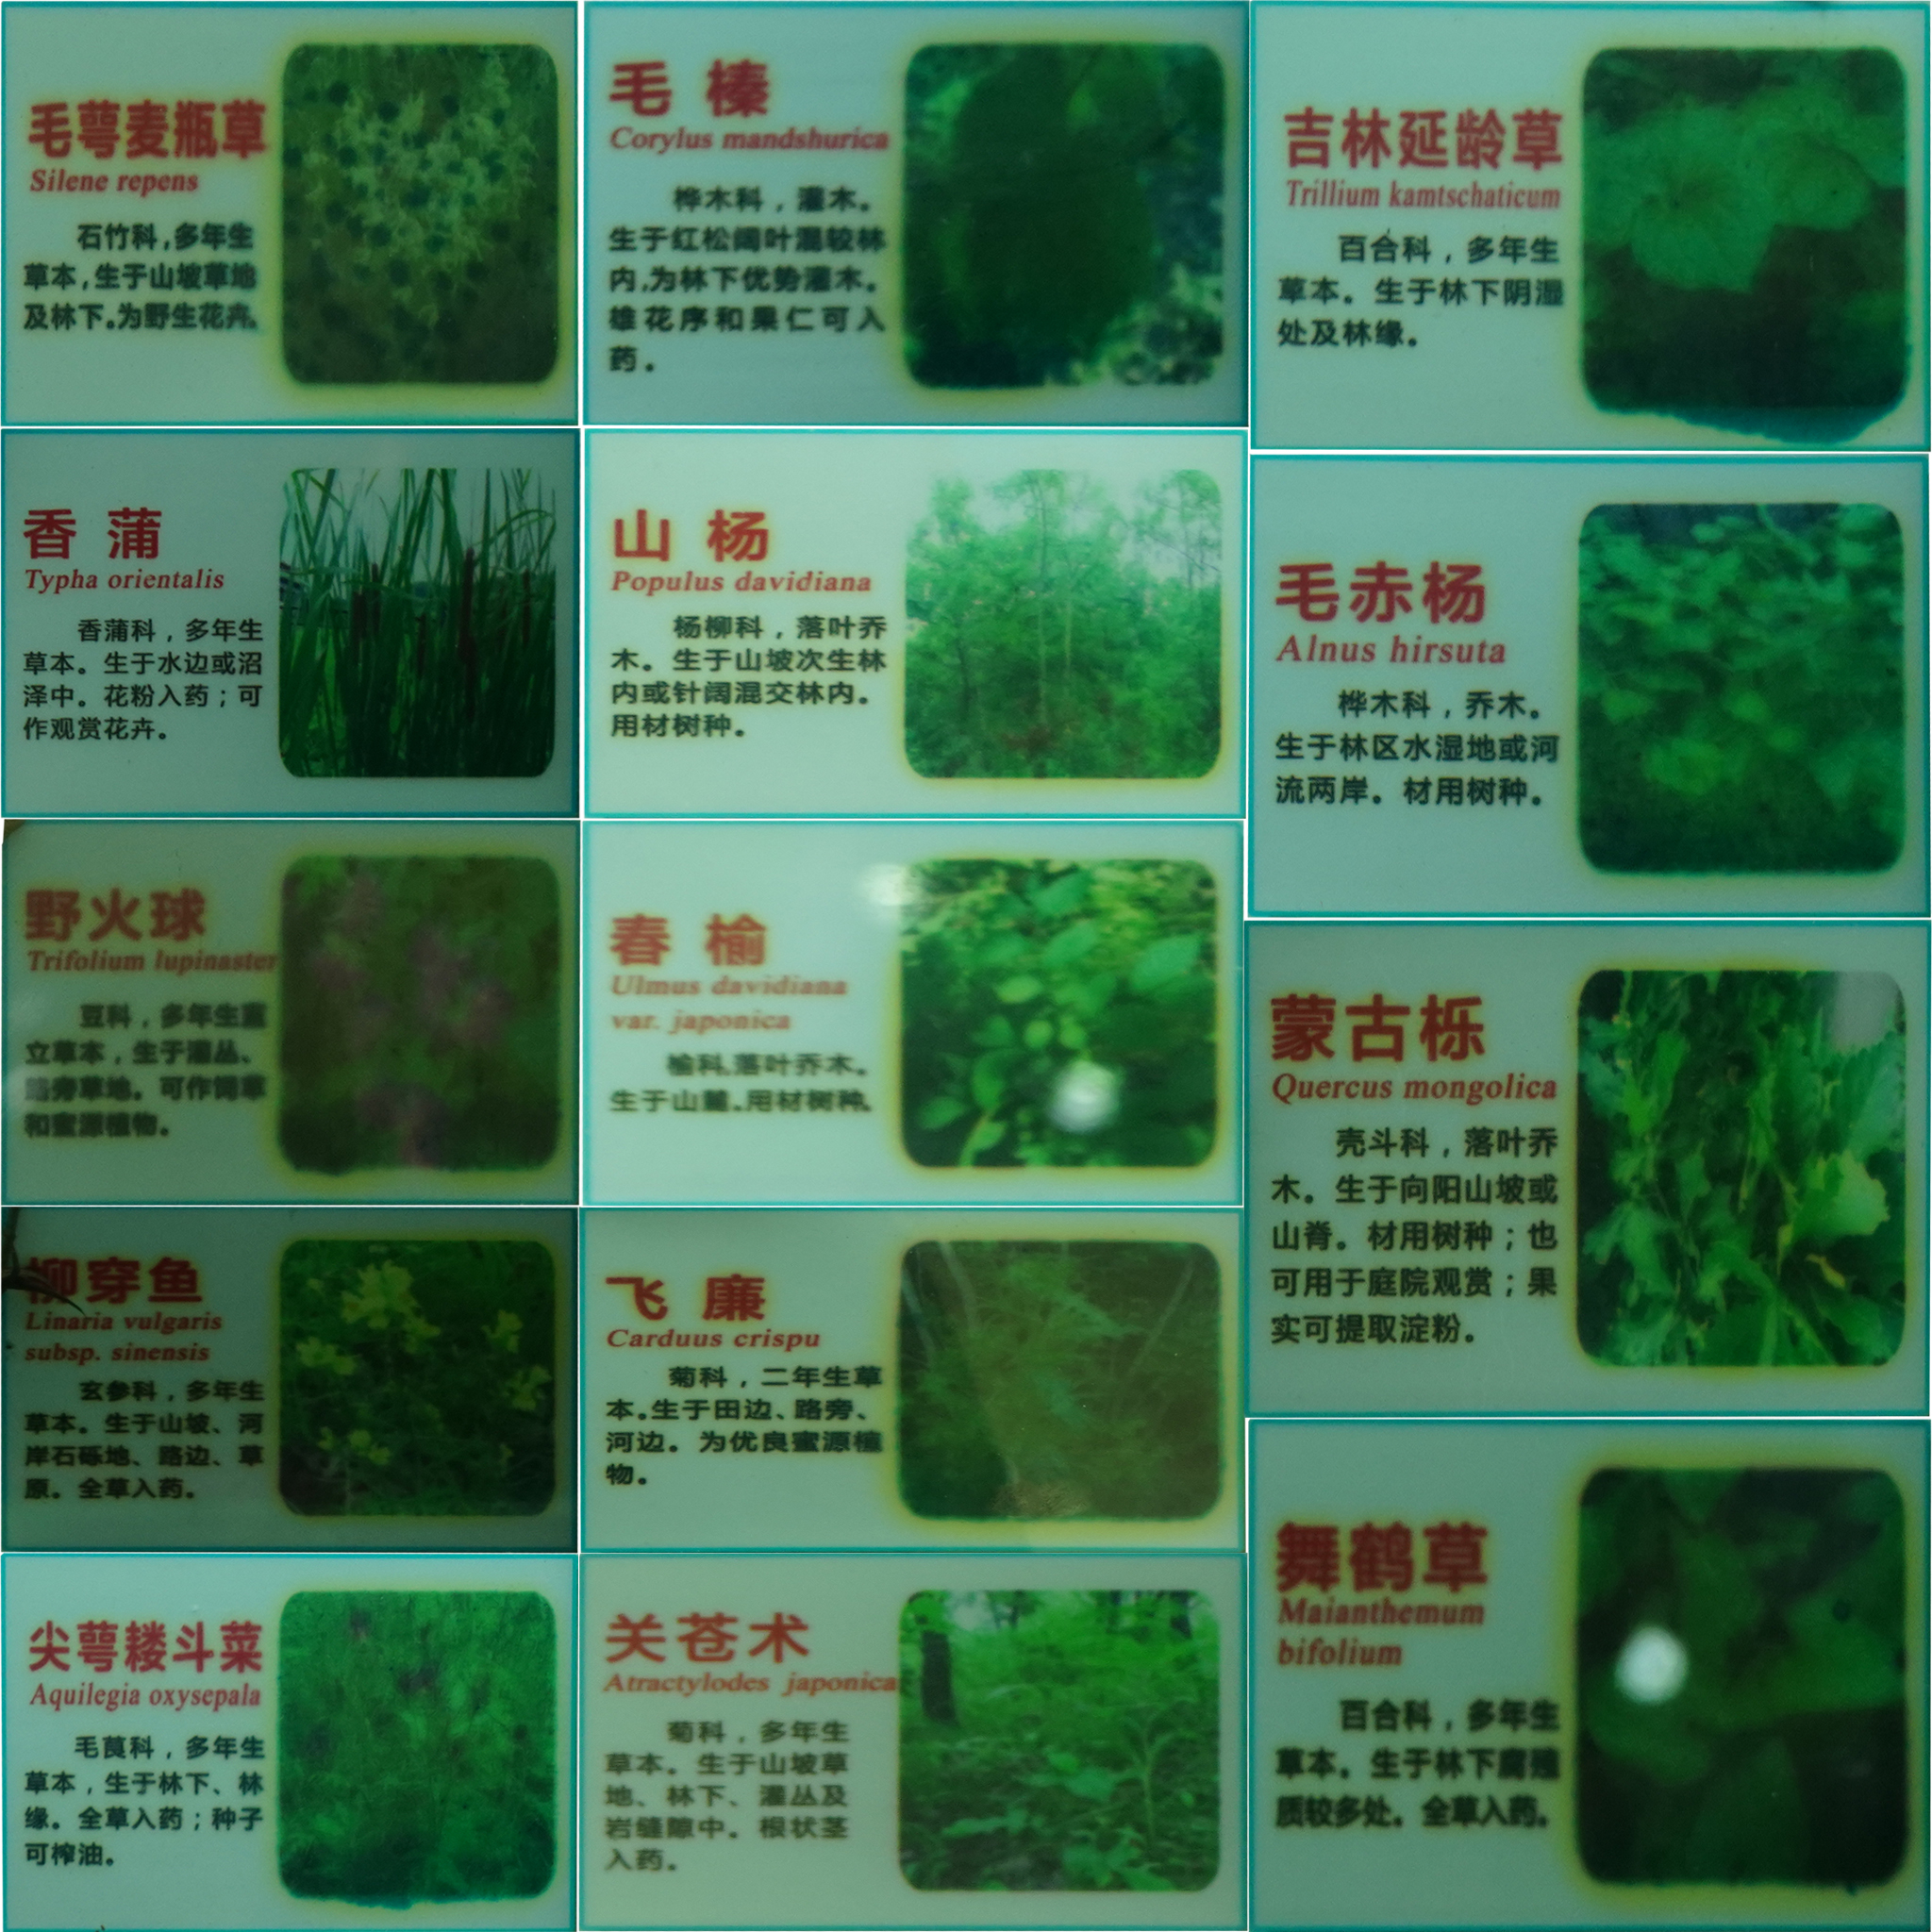 毛萼麦瓶草
Silene repens
石竹科,多年生
草本,生于山坡草地
及林下。为野生花卉。
香 蒲
Typha orientalis
香蒲科，多年生
草本。生于水边或沼
泽中。花粉入药；可
作观赏花卉。
野火球
Trifolium lupinaster
豆科，多年生直
立草本，生于灌丛、
路旁草地。可作饲草
和蜜源植物。
柳穿鱼
Linaria vulgaris
subsp. sinensis
玄参科，多年生
草本。生于山坡、河
岸石砾地、路边、草
原。全草入药。
尖萼耧斗菜
Aquilegia oxysepala
毛茛科，多年生
草本，生于林下、林
缘。全草入药；种子
可榨油。
毛 榛
Corylus mandshurica
桦木科，灌木。
生于红松阔叶混较林
内,为林下优势灌木。
雄花序和果仁可入
药。
山 杨
Populus davidiana
杨柳科，落叶乔
木。生于山坡次生林
内或针阔混交林内。
用材树种。
春 榆
Ulmus davidiana
var. japonica
榆科,落叶乔木。
生于山麓。用材树种。
飞 廉
Carduus crispu
菊科，二年生草
本。生于田边、路旁、
河边。为优良蜜源植
物。
关苍术
Atractylodes japonica
菊科，多年生
草本。生于山坡草
地、林下、灌丛及
岩缝隙中。根状茎
入药。
吉林延龄草
Trillium kamtschaticum
百合科，多年生
草本。生于林下阴湿
处及林缘。
毛赤杨
Alnus hirsuta
桦木科，乔木。
生于林区水湿地或河
流两岸。材用树种。
蒙古栎
Quercus mongolica
壳斗科，落叶乔
木。生于向阳山坡或
山脊。材用树种；也
可用于庭院观赏；果
实可提取淀粉。
舞鹤草
Maianthemum
bifolium
百合科，多年生
草本。生于林下腐殖
质较多处。全草入药。